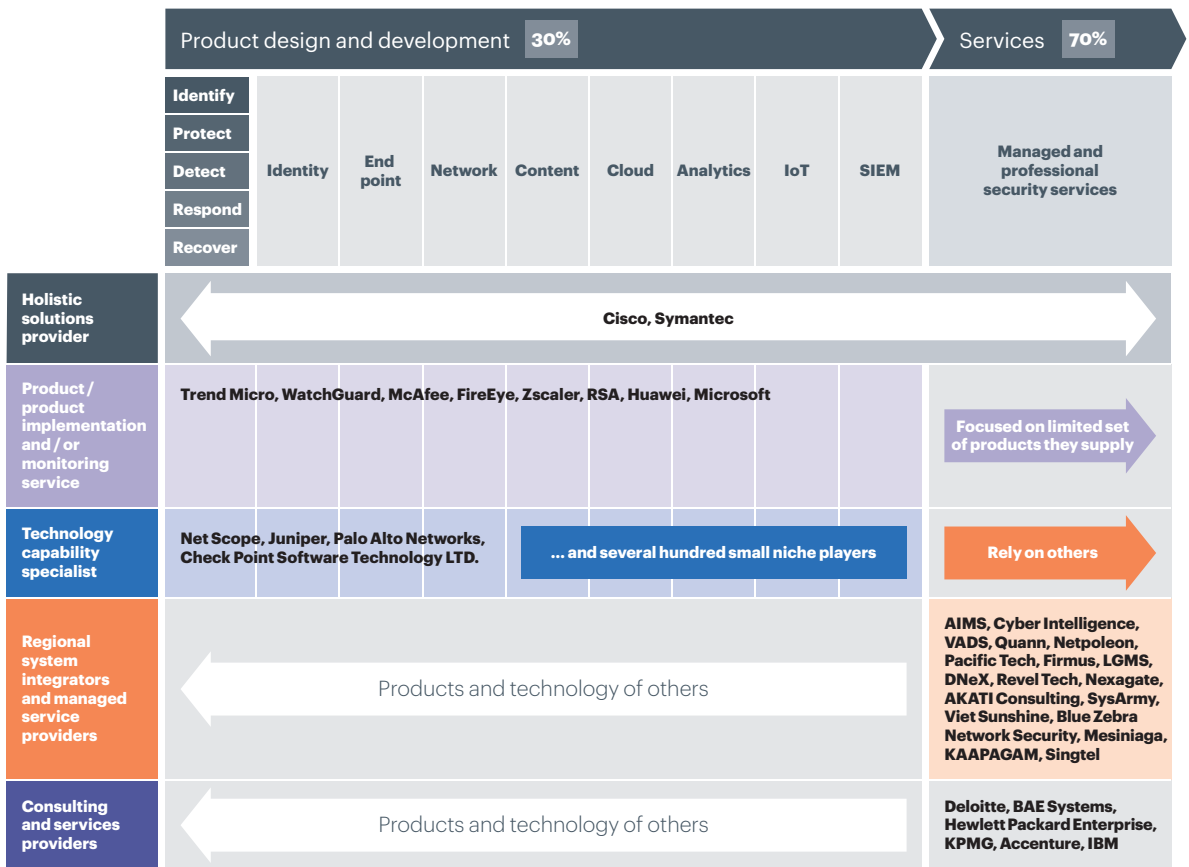 Product design and development 30%
Services 70%
Identify
Protect
Detect
Respond
Recover
Identity
End
point
Network
Content
Cloud
Analytics
IoT
SIEM
Managed and
professional
security services
Holistic
solutions
provider
Cisco, Symantec
Product /
product
implementation
and / or
monitoring
service
Trend Micro, WatchGuard, McAfee, FireEye, Zscaler, RSA, Huawei, Microsoft
Focused on limited set
of products they supply
Technology
capability
specialist
Net Scope, Juniper, Palo Alto Networks,
Check Point Software Technology LTD.
... and several hundred small niche players
Rely on others
Regional
system
integrators
and managed
service
providers
Products and technology of others
AIMS, Cyber Intelligence,
VADS, Quann, Netpoleon,
Pacific Tech, Firmus, LGMS,
DNeX, Revel Tech, Nexagate,
AKATI Consulting, SysArmy,
Viet Sunshine, Blue Zebra
Network Security, Mesiniaga,
KAAPAGAM, Singtel
Consulting
and services
providers
Products and technology of others
Deloitte, BAE Systems,
Hewlett Packard Enterprise,
KPMG, Accenture, IBM